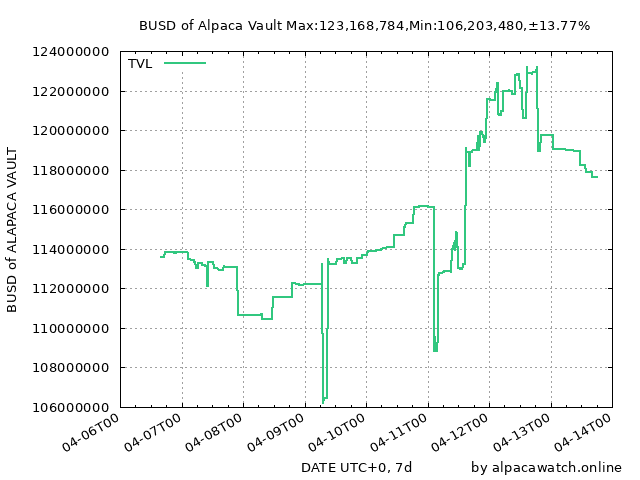 BUSD of Alpaca Vault Max:123,168,784,Min:106,203,480,±13.77%
TVL
124000000
122000000
120000000
118000000
116000000
114000000
112000000
110000000
108000000
106000000
BUSD of ALAPACA VAULT
04-06T00
04-07T00
04-08T00
04-09T00
04-10T00
04-11T00
04-12T00
04-13T00
04-14T00
DATE UTC+0, 7d
by alpacawatch.online